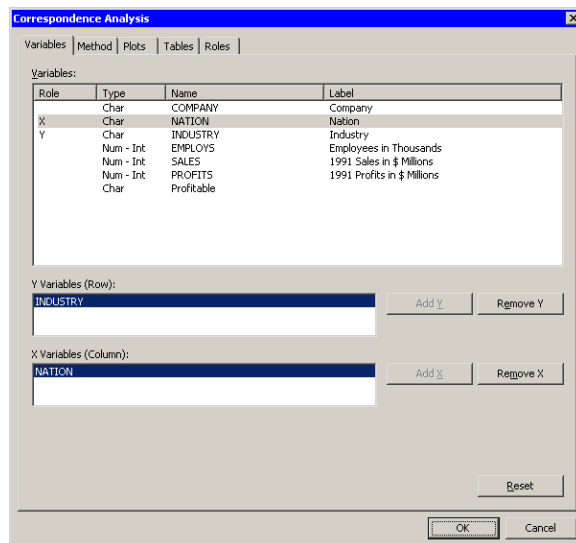 Correspondence Analysis
Variables Method Plots Tables Roles
Variables:
Role Type Name Label
Char COMPANY Company
X Char NATION Nation
Y Char INDUSTRY Industry
Num - Int EMPLOYS Employees in Thousands
Num - Int SALES 1991 Sales in $ Millions
Num - Int PROFITS 1991 Profits in $ Millions
Char Profitable
Y Variables (Row):
INDUSTRY Add Y Remove Y
X Variables (Column):
NATION Add X Remove X
Reset
OK Cancel